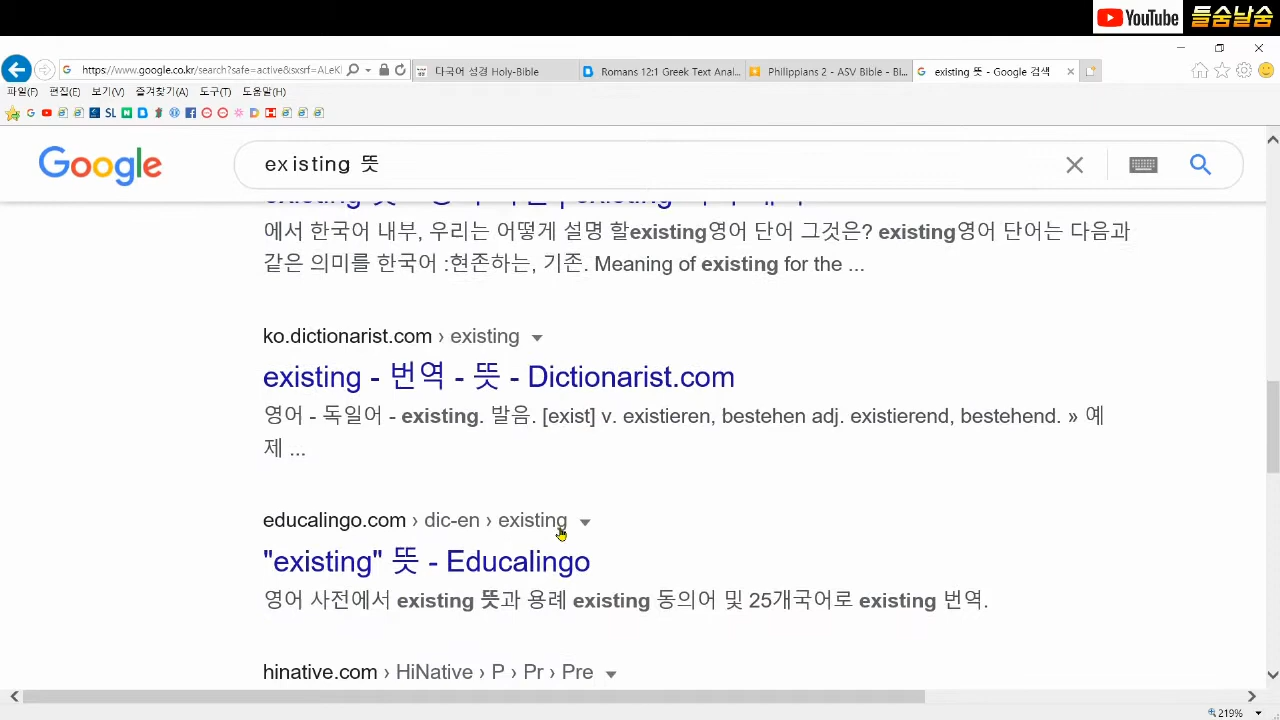 YouTube 들숨날숨
https://www.google.co.kr/search?safe=active&sxsrf=ALeKl
다국어 성경 Holy-Bible
Romans 12:1 Greek Text...
Philippians 2 - ASV Bible - Bl...
existing 뜻 - Google 검색
파일(F) 편집(E) 보기(V) 즐겨찾기(A) 도구(T) 도움말(H)
SL
Google
existing 뜻
에서 한국어 내부, 우리는 어떻게 설명 할existing영어 단어 그것은? existing영어 단어는 다음과
같은 의미를 한국어 :현존하는, 기존. Meaning of existing for the ...
ko.dictionarist.com › existing
existing - 번역 - 뜻 - Dictionarist.com
영어 - 독일어 - existing. 발음. [exist] v. existieren, bestehen adj. existierend, bestehend. » 예
제 ...
educalingo.com › dic-en › existing
"existing" 뜻 - Educalingo
영어 사전에서 existing 뜻과 용례 existing 동의어 및 25개국어로 existing 번역.
hinative.com › HiNative › P › Pr › Pre
219%